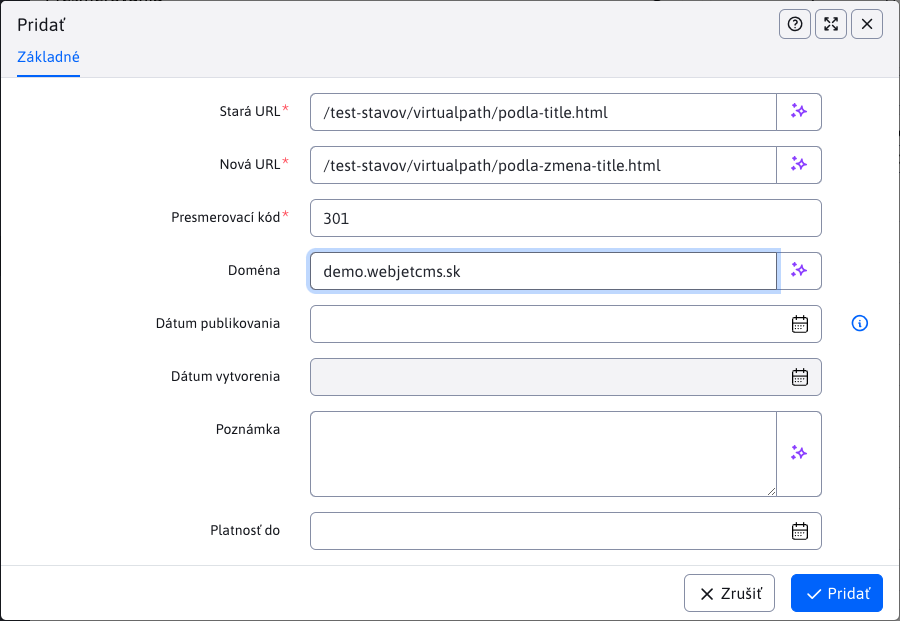 Pridať
Základné
Stará URL*
/test-stavov/virtualpath/podla-title.html
Nová URL*
/test-stavov/virtualpath/podla-zmena-title.html
Presmerovací kód*
301
Doména
demo.webjetcms.sk
Dátum publikovania
Dátum vytvorenia
Poznámka
Platnosť do
Zrušiť
Pridať